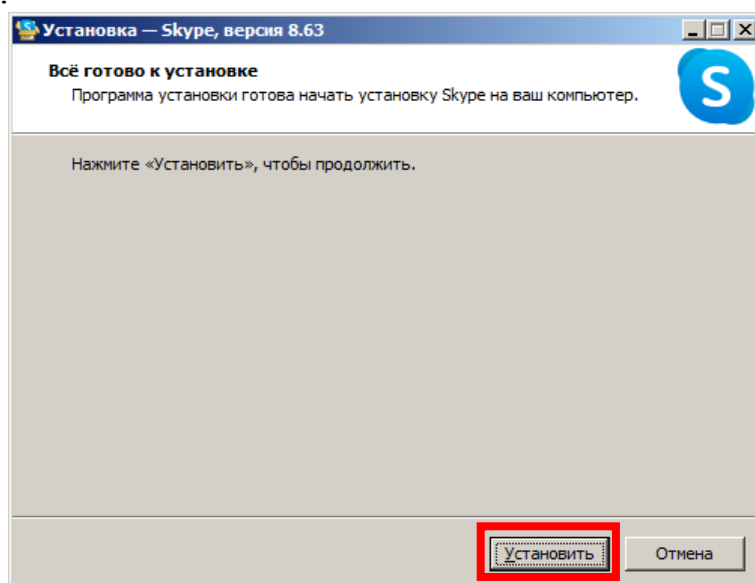 Установка — Skype, версия 8.63
Всё готово к установке
Программа установки готова начать установку Skype на ваш компьютер.
S
Нажмите «Установить», чтобы продолжить.
Установить
Отмена